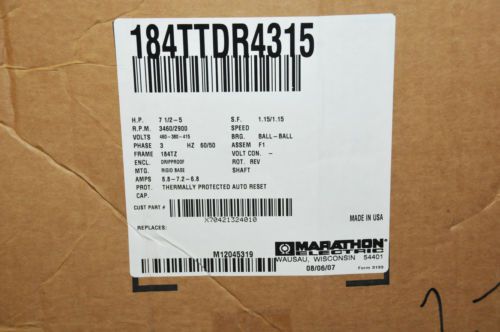 184TTDR4315
H.P. 7 1/2-5 S.F. 1.15/1.15
R.P.M. 3460/2900 SPEED
VOLTS 460-380-415 BRG. BALL-BALL
PHASE 3 HZ 60/50 ASSEM F1
FRAME 184TZ VOLT CON. -
ENCL. DRIPPROOF ROT. REV
MTG. RIGID BASE SHAFT
AMPS 8.8-7.2-6.8
PROT. THERMALLY PROTECTED AUTO RESET
CAP.
CUST PART #
X70421324010
REPLACES:
MADE IN USA
M12045319
MARATHON
ELECTRIC
WAUSAU, WISCONSIN 54401
08/06/07 Form 5195